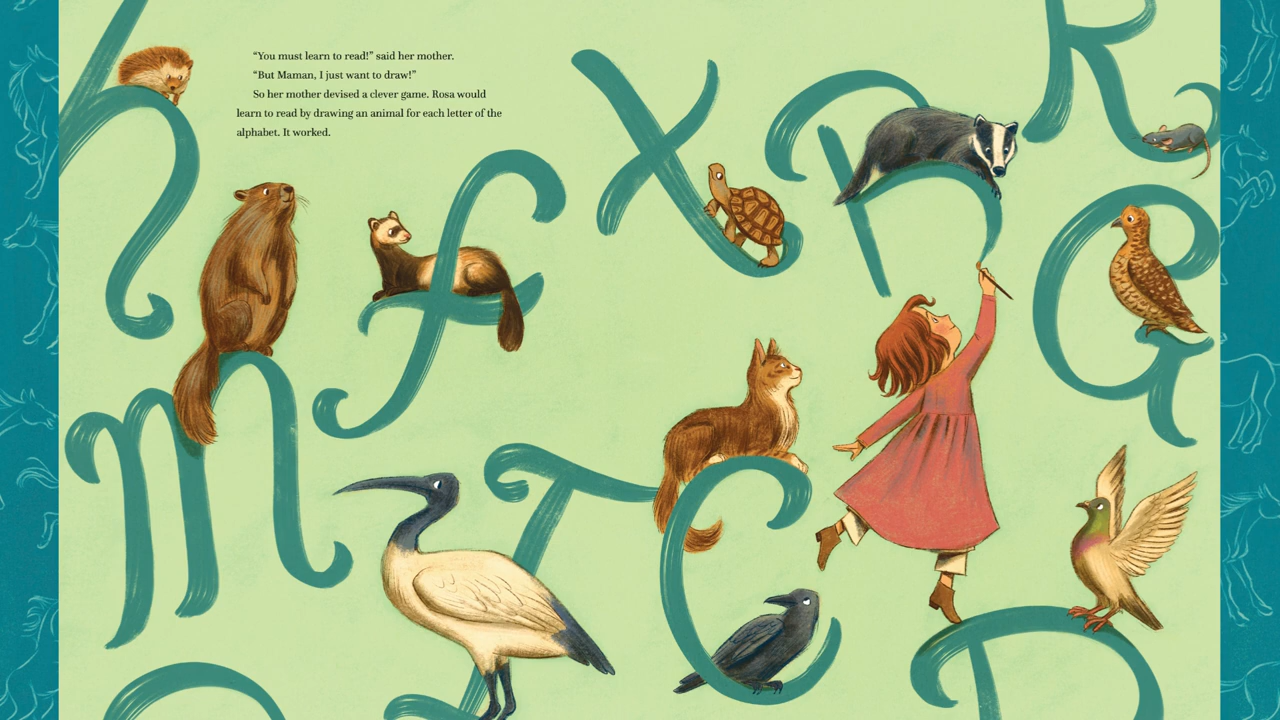 “You must learn to read!” said her mother.
“But Maman, I just want to draw!”
So her mother devised a clever game. Rosa would
learn to read by drawing an animal for each letter of the
alphabet. It worked.
h
f
X
R
G
m
I
C